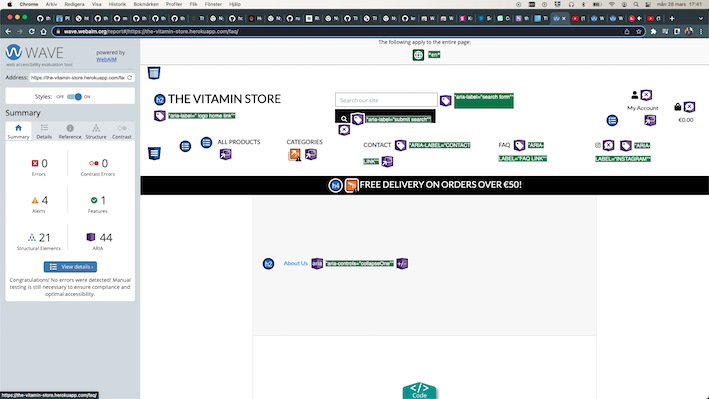 Chrome Arkiv Redigera Visa Historik Bokmärken Profiler Flik Fönster Hjälp
mån 28 mars 17:41
wave.webaim.org/report#/https://the-vitamin-store.herokuapp.com/faq/
WAVE
web accessibility evaluation tool
powered by
WebAIM
Address: https://the-vitamin-store.herokuapp.com/fa
Styles: OFF ON
Summary
Summary Details Reference Structure Contrast
0 Errors
0 Contrast Errors
4 Alerts
1 Features
21 Structural Elements
44 ARIA
View details ›
Congratulations! No errors were detected! Manual
testing is still necessary to ensure compliance and
optimal accessibility.
https://the-vitamin-store.herokuapp.com/faq/
The following apply to the entire page:
*"en"*
h2 THE VITAMIN STORE
*"aria-label=" logo home link"*
Search our site
*"aria-label="search form"*
*"aria-label="submit search"*
My Account
€0.00
ALL PRODUCTS
CATEGORIES
CONTACT *"ARIA-LABEL="CONTACT
LINK"*
FAQ *"ARIA-
LABEL="FAQ LINK"*
*"ARIA-
LABEL="INSTAGRAM"*
h4 FREE DELIVERY ON ORDERS OVER €50!
h2 About Us aria *"aria-controls="collapseOne"* +/-
</>
Code